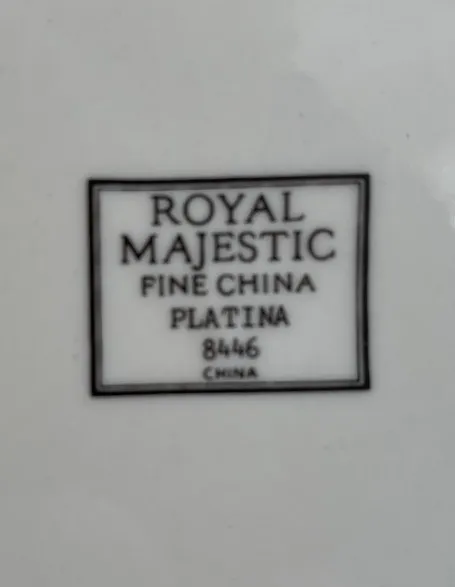 ROYAL
MAJESTIC
FINE CHINA
PLATINA
8446
CHINA